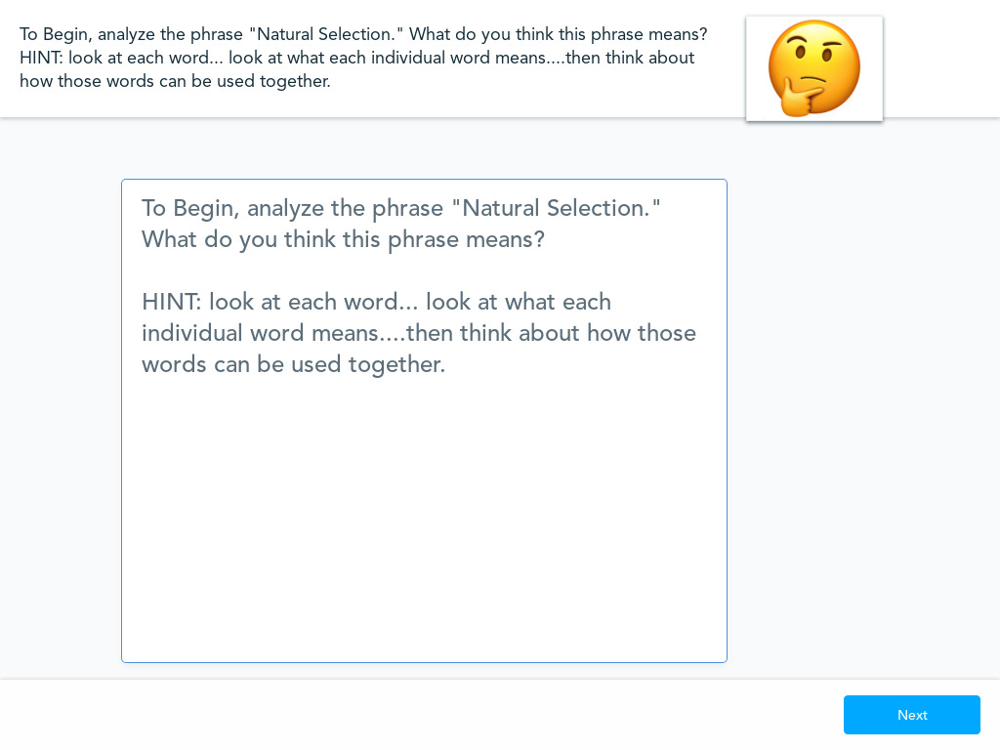 To Begin, analyze the phrase "Natural Selection." What do you think this phrase means?
HINT: look at each word... look at what each individual word means....then think about
how those words can be used together.
To Begin, analyze the phrase "Natural Selection."
What do you think this phrase means?
HINT: look at each word... look at what each
individual word means....then think about how those
words can be used together.
Next